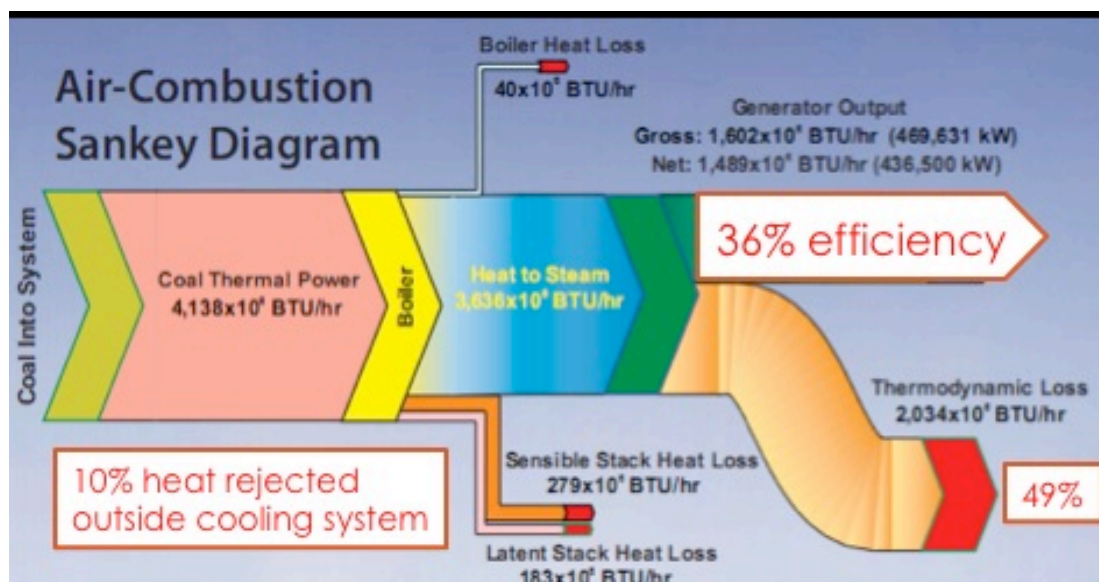 Air-Combustion
Sankey Diagram
Boiler Heat Loss
40x10⁶ BTU/hr
Generator Output
Gross: 1,602x10⁶ BTU/hr (469,631 kW)
Net: 1,489x10⁶ BTU/hr (436,500 kW)
36% efficiency
Coal Into System
Coal Thermal Power
4,138x10⁶ BTU/hr
Boiler
Heat to Steam
3,636x10⁶ BTU/hr
Thermodynamic Loss
2,034x10⁶ BTU/hr
49%
10% heat rejected
outside cooling system
Sensible Stack Heat Loss
279x10⁶ BTU/hr
Latent Stack Heat Loss
183x10⁶ BTU/hr